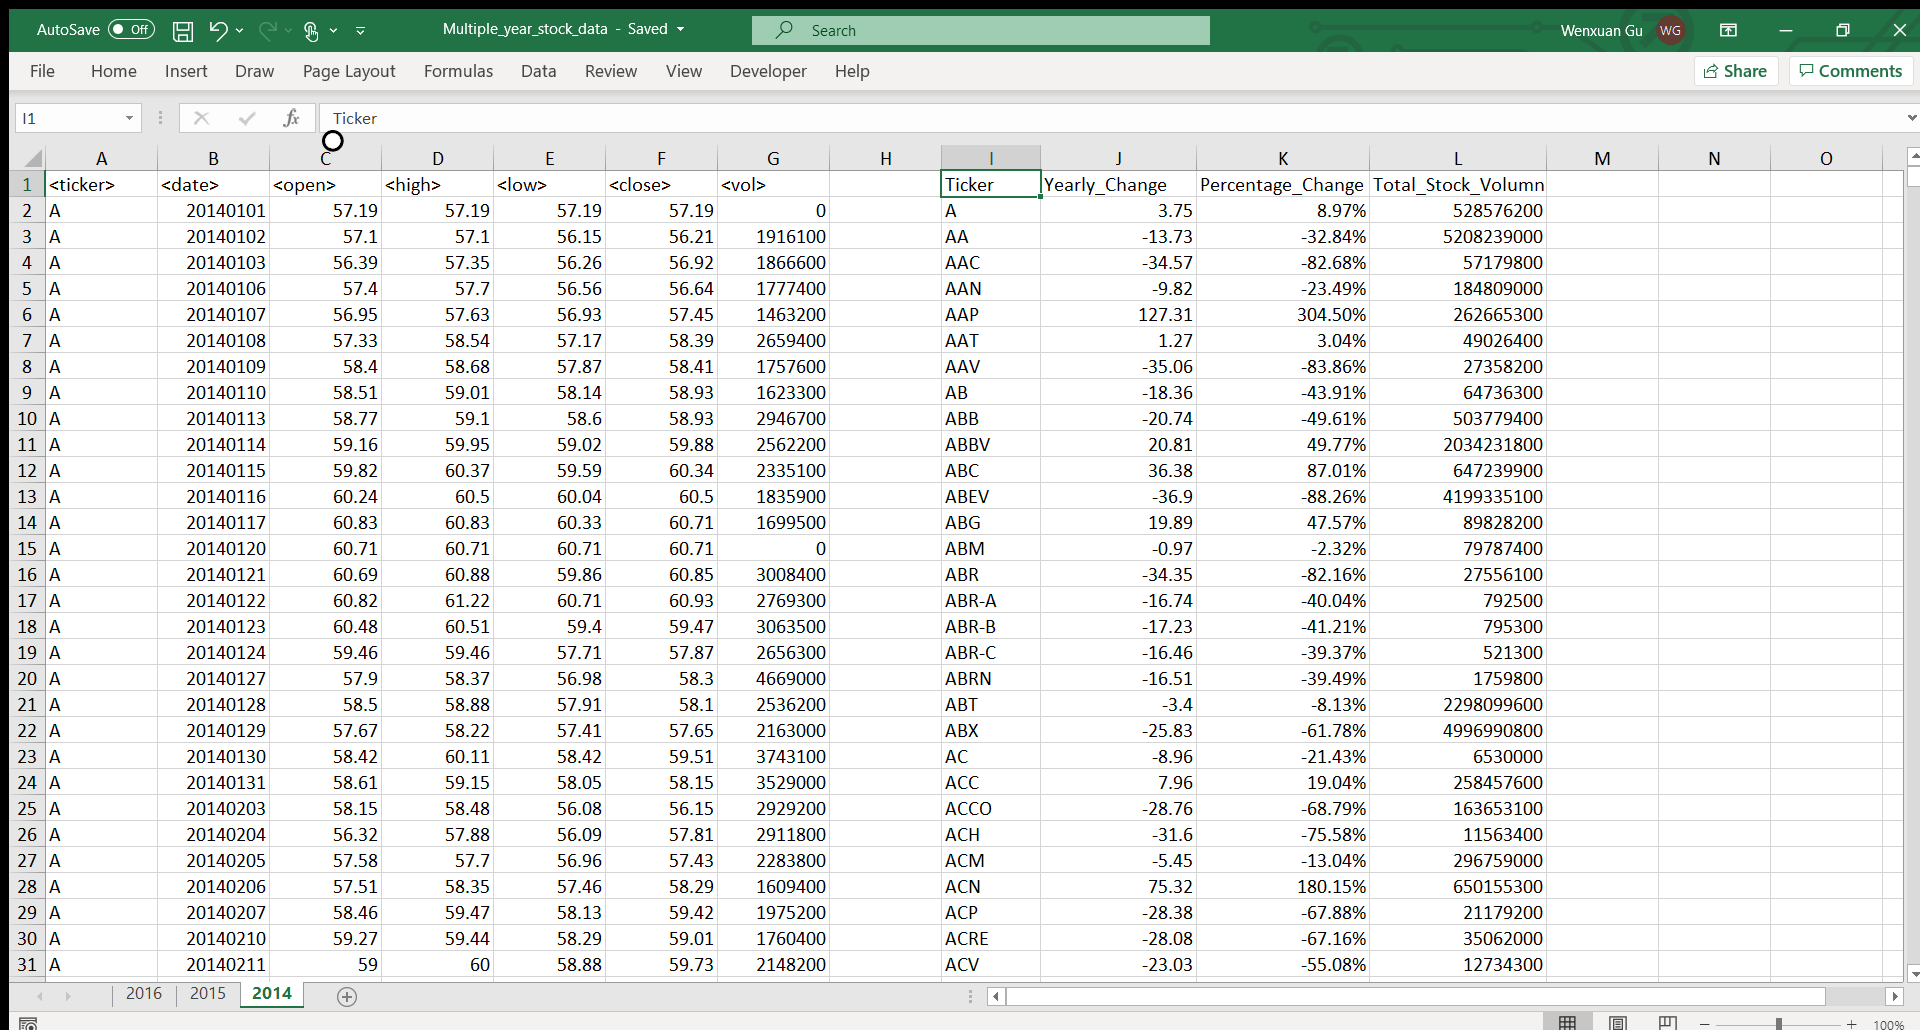 AutoSave Off Multiple_year_stock_data - Saved Search Wenxuan Gu WG
File Home Insert Draw Page Layout Formulas Data Review View Developer Help Share Comments
I1 fx Ticker
A B C D E F G H I J K L M N O
1 <ticker> <date> <open> <high> <low> <close> <vol> Ticker Yearly_Change Percentage_Change Total_Stock_Volumn
2 A 20140101 57.19 57.19 57.19 57.19 0 A 3.75 8.97% 528576200
3 A 20140102 57.1 57.1 56.15 56.21 1916100 AA -13.73 -32.84% 5208239000
4 A 20140103 56.39 57.35 56.26 56.92 1866600 AAC -34.57 -82.68% 57179800
5 A 20140106 57.4 57.7 56.56 56.64 1777400 AAN -9.82 -23.49% 184809000
6 A 20140107 56.95 57.63 56.93 57.45 1463200 AAP 127.31 304.50% 262665300
7 A 20140108 57.33 58.54 57.17 58.39 2659400 AAT 1.27 3.04% 49026400
8 A 20140109 58.4 58.68 57.87 58.41 1757600 AAV -35.06 -83.86% 27358200
9 A 20140110 58.51 59.01 58.14 58.93 1623300 AB -18.36 -43.91% 64736300
10 A 20140113 58.77 59.1 58.6 58.93 2946700 ABB -20.74 -49.61% 503779400
11 A 20140114 59.16 59.95 59.02 59.88 2562200 ABBV 20.81 49.77% 2034231800
12 A 20140115 59.82 60.37 59.59 60.34 2335100 ABC 36.38 87.01% 647239900
13 A 20140116 60.24 60.5 60.04 60.5 1835900 ABEV -36.9 -88.26% 4199335100
14 A 20140117 60.83 60.83 60.33 60.71 1699500 ABG 19.89 47.57% 89828200
15 A 20140120 60.71 60.71 60.71 60.71 0 ABM -0.97 -2.32% 79787400
16 A 20140121 60.69 60.88 59.86 60.85 3008400 ABR -34.35 -82.16% 27556100
17 A 20140122 60.82 61.22 60.71 60.93 2769300 ABR-A -16.74 -40.04% 792500
18 A 20140123 60.48 60.51 59.4 59.47 3063500 ABR-B -17.23 -41.21% 795300
19 A 20140124 59.46 59.46 57.71 57.87 2656300 ABR-C -16.46 -39.37% 521300
20 A 20140127 57.9 58.37 56.98 58.3 4669000 ABRN -16.51 -39.49% 1759800
21 A 20140128 58.5 58.88 57.91 58.1 2536200 ABT -3.4 -8.13% 2298099600
22 A 20140129 57.67 58.22 57.41 57.65 2163000 ABX -25.83 -61.78% 4996990800
23 A 20140130 58.42 60.11 58.42 59.51 3743100 AC -8.96 -21.43% 6530000
24 A 20140131 58.61 59.15 58.05 58.15 3529000 ACC 7.96 19.04% 258457600
25 A 20140203 58.15 58.48 56.08 56.15 2929200 ACCO -28.76 -68.79% 163653100
26 A 20140204 56.32 57.88 56.09 57.81 2911800 ACH -31.6 -75.58% 11563400
27 A 20140205 57.58 57.7 56.96 57.43 2283800 ACM -5.45 -13.04% 296759000
28 A 20140206 57.51 58.35 57.46 58.29 1609400 ACN 75.32 180.15% 650155300
29 A 20140207 58.46 59.47 58.13 59.42 1975200 ACP -28.38 -67.88% 21179200
30 A 20140210 59.27 59.44 58.29 59.01 1760400 ACRE -28.08 -67.16% 35062000
31 A 20140211 59 60 58.88 59.73 2148200 ACV -23.03 -55.08% 12734300
2016 2015 2014
100%